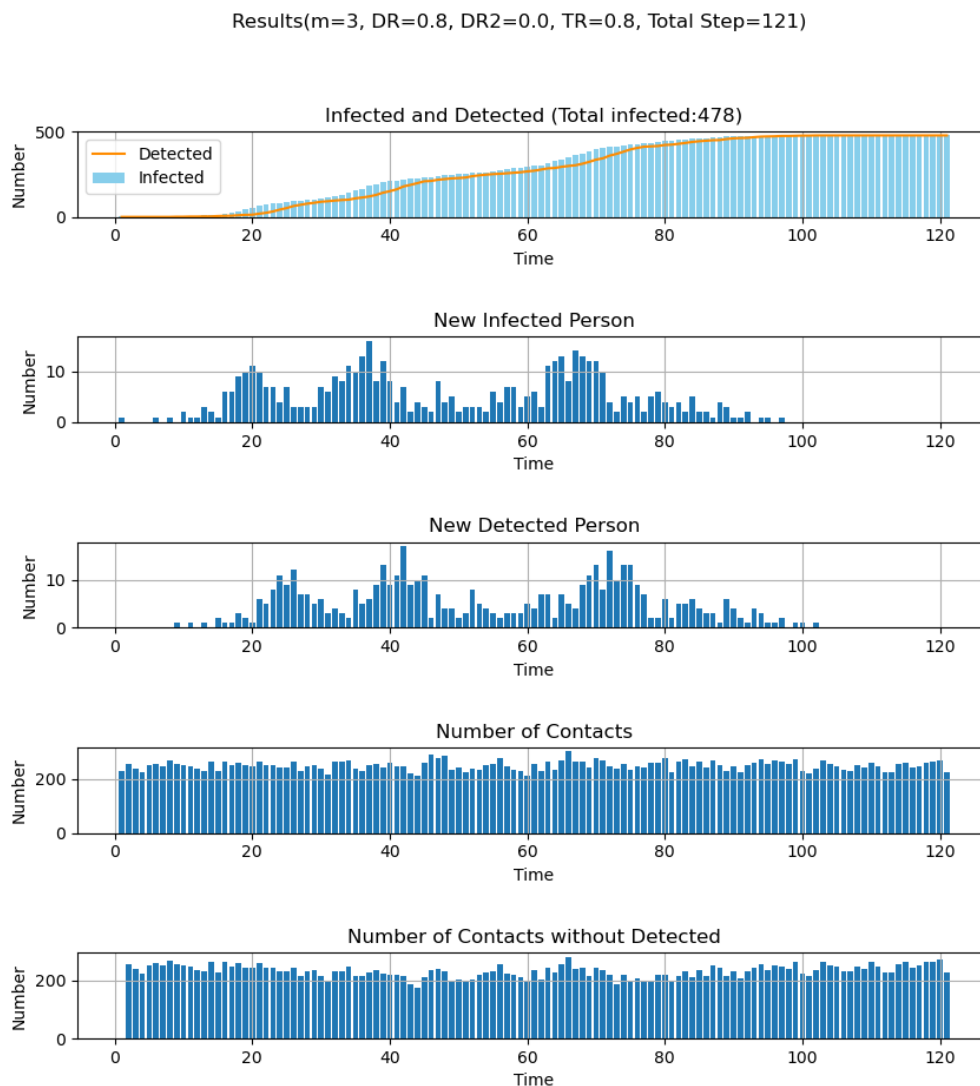 Results(m=3, DR=0.8, DR2=0.0, TR=0.8, Total Step=121)
Infected and Detected (Total infected:478)
Number
500
0
Detected
Infected
0 20 40 60 80 100 120
Time
New Infected Person
Number
10
0
0 20 40 60 80 100 120
Time
New Detected Person
Number
10
0
0 20 40 60 80 100 120
Time
Number of Contacts
Number
200
0
0 20 40 60 80 100 120
Time
Number of Contacts without Detected
Number
200
0
0 20 40 60 80 100 120
Time